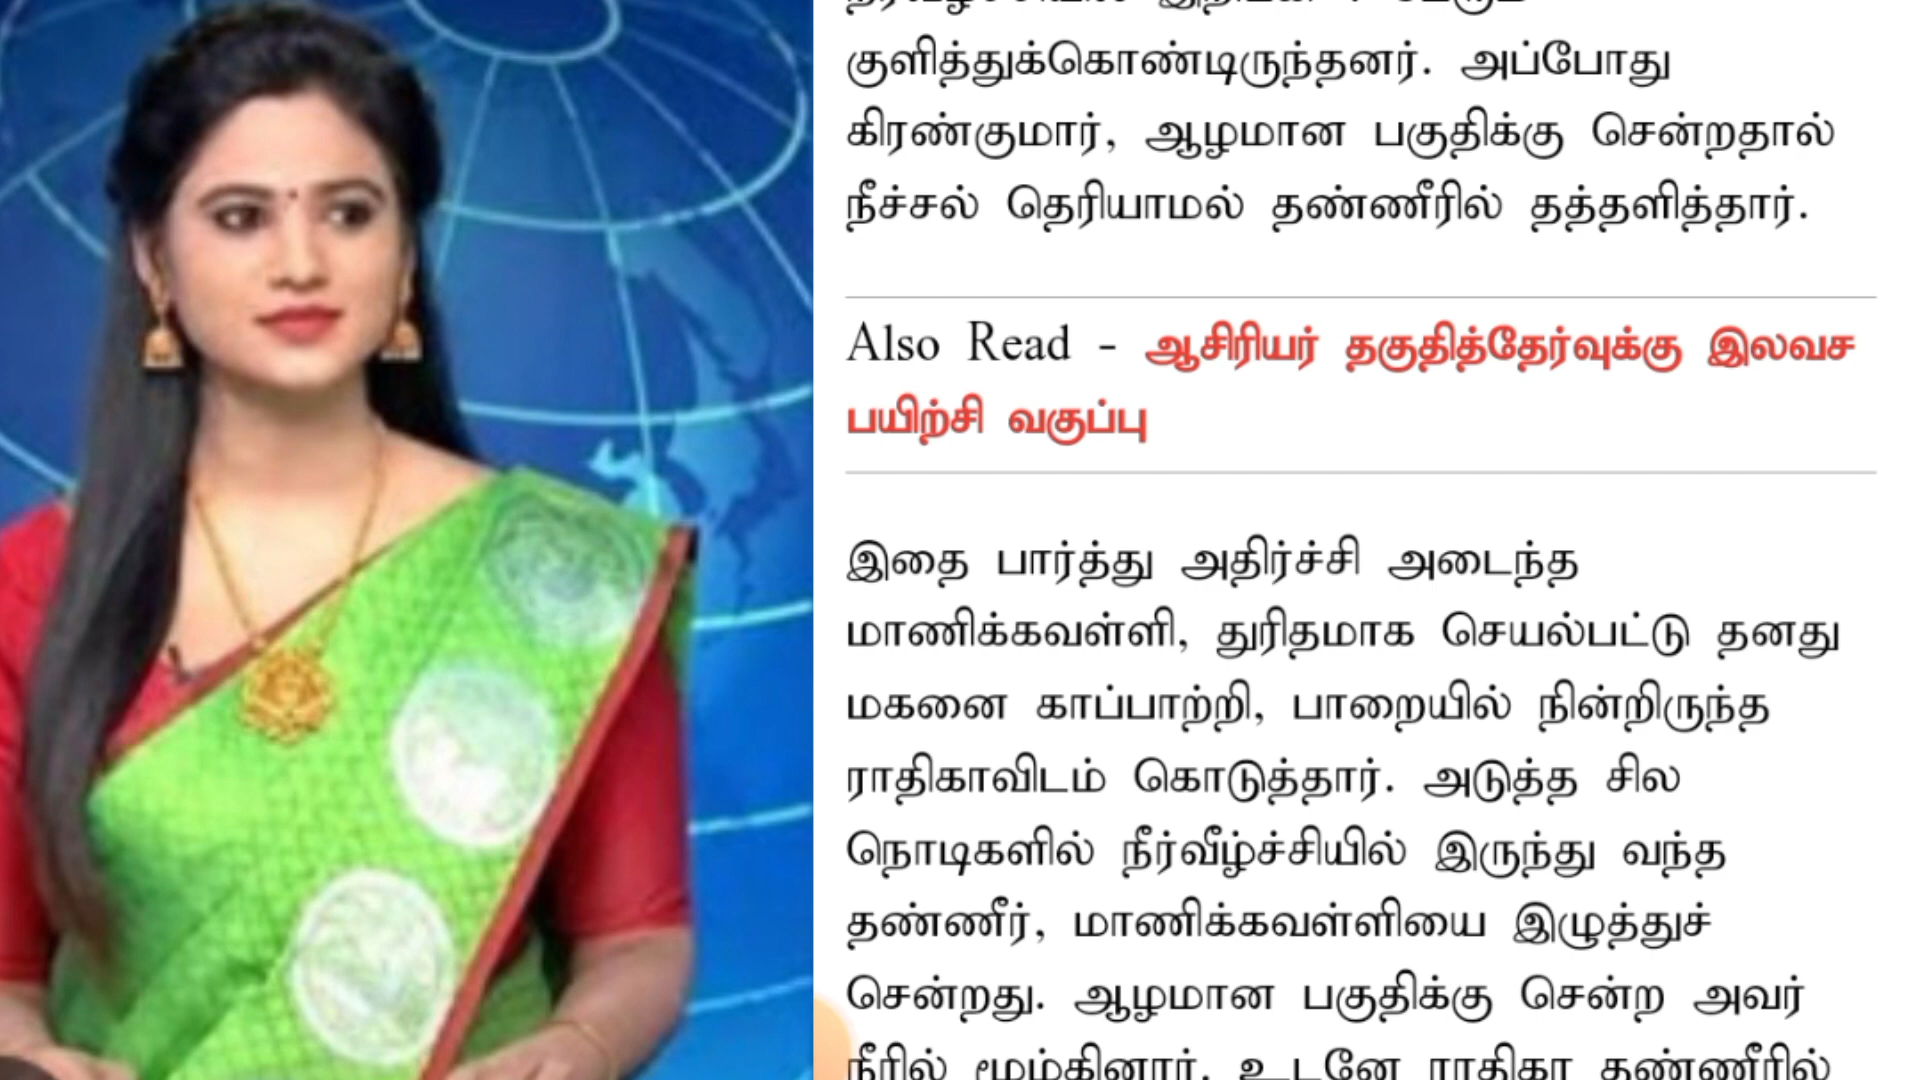 குளித்துக்கொண்டிருந்தனர். அப்போது
கிரண்குமார், ஆழமான பகுதிக்கு சென்றதால்
நீச்சல் தெரியாமல் தண்ணீரில் தத்தளித்தார்.
Also Read - ஆசிரியர் தகுதித்தேர்வுக்கு இலவச
பயிற்சி வகுப்பு
இதை பார்த்து அதிர்ச்சி அடைந்த
மாணிக்கவள்ளி, துரிதமாக செயல்பட்டு தனது
மகனை காப்பாற்றி, பாறையில் நின்றிருந்த
ராதிகாவிடம் கொடுத்தார். அடுத்த சில
நொடிகளில் நீர்வீழ்ச்சியில் இருந்து வந்த
தண்ணீர், மாணிக்கவள்ளியை இழுத்துச்
சென்றது. ஆழமான பகுதிக்கு சென்ற அவர்
நீரில் மூழ்கினார். உடனே ராதிகா தண்ணீரில்